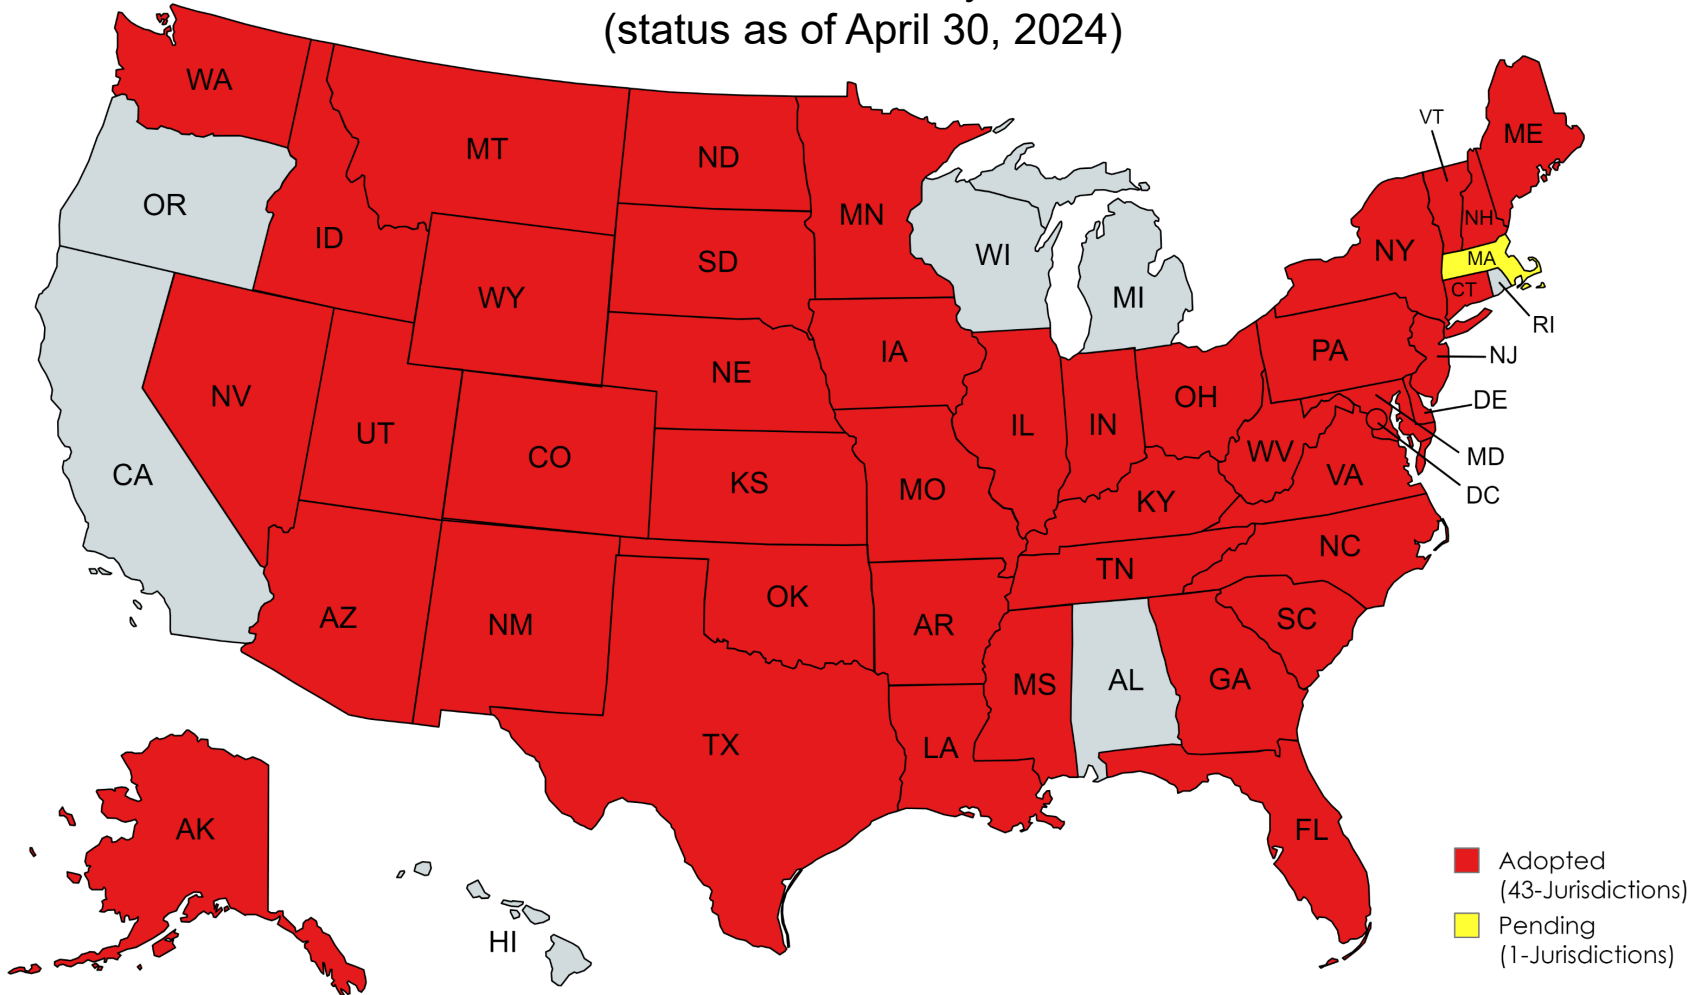 (status as of April 30, 2024)
WA
MT
ND
MN
OR
ID
WY
SD
WI
MI
VT
ME
NH
NY
MA
CT
RI
NV
UT
CO
NE
KS
IA
MO
IL
IN
OH
PA
NJ
DE
MD
DC
WV
VA
KY
CA
AZ
NM
OK
AR
TN
NC
SC
MS
AL
GA
TX
LA
FL
AK
HI
Adopted
(43-Jurisdictions)
Pending
(1-Jurisdictions)